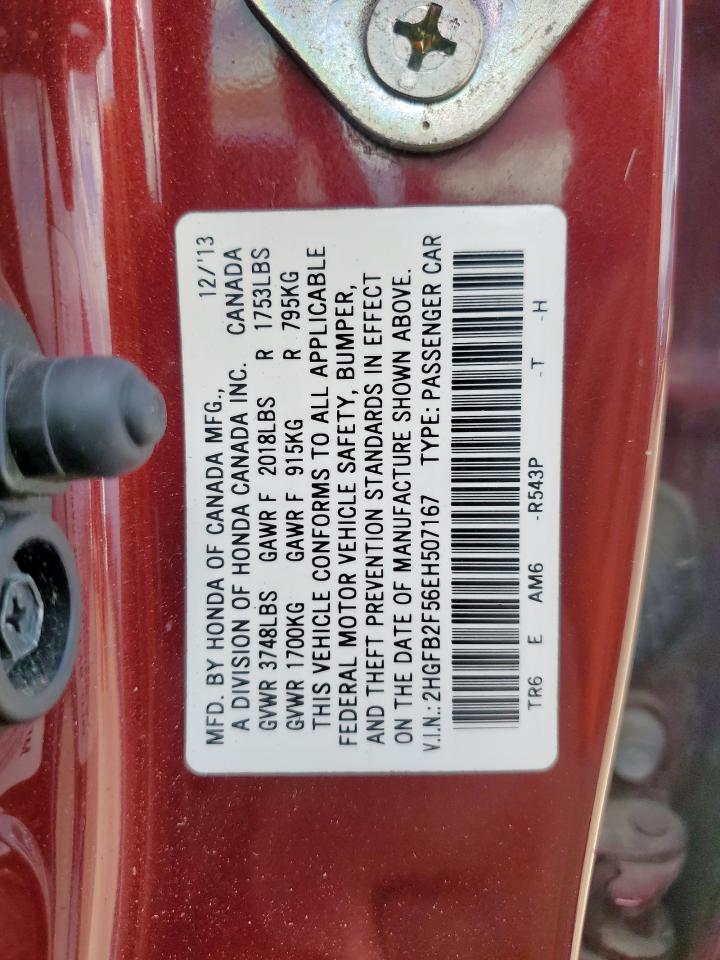 MFD. BY HONDA OF CANADA MFG., 12/'13
A DIVISION OF HONDA CANADA INC. CANADA
GVWR 3748LBS GAWR F 2018LBS R 1753LBS
GVWR 1700KG GAWR F 915KG R 795KG
THIS VEHICLE CONFORMS TO ALL APPLICABLE
FEDERAL MOTOR VEHICLE SAFETY, BUMPER,
AND THEFT PREVENTION STANDARDS IN EFFECT
ON THE DATE OF MANUFACTURE SHOWN ABOVE.
V.I.N.: 2HGFB2F56EH507167 TYPE: PASSENGER CAR
TR6 E AM6 -R543P -T -H